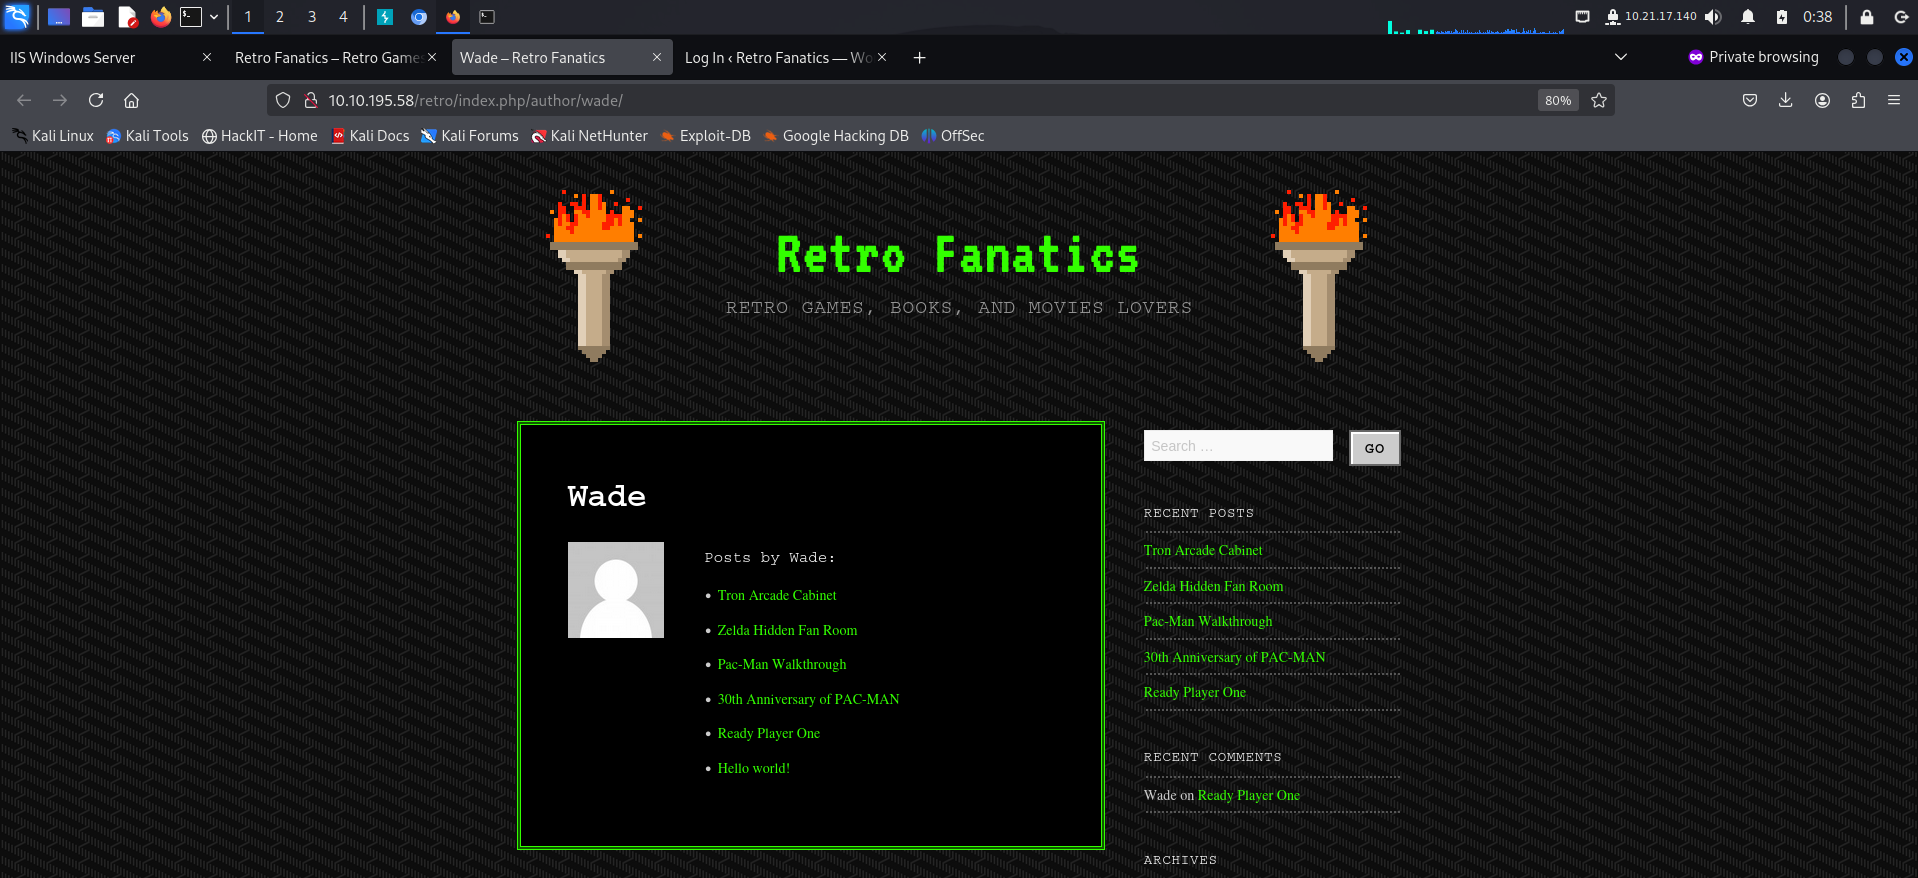 1 2 3 4 10.21.17.140 0:38
IIS Windows Server Retro Fanatics – Retro Games Wade – Retro Fanatics Log In ‹ Retro Fanatics — Wo Private browsing
10.10.195.58/retro/index.php/author/wade/ 80%
Kali Linux Kali Tools HackIT - Home Kali Docs Kali Forums Kali NetHunter Exploit-DB Google Hacking DB OffSec
Retro Fanatics
RETRO GAMES, BOOKS, AND MOVIES LOVERS
Wade
Posts by Wade:
• Tron Arcade Cabinet
• Zelda Hidden Fan Room
• Pac-Man Walkthrough
• 30th Anniversary of PAC-MAN
• Ready Player One
• Hello world!
Search ... GO
RECENT POSTS
Tron Arcade Cabinet
Zelda Hidden Fan Room
Pac-Man Walkthrough
30th Anniversary of PAC-MAN
Ready Player One
RECENT COMMENTS
Wade on Ready Player One
ARCHIVES